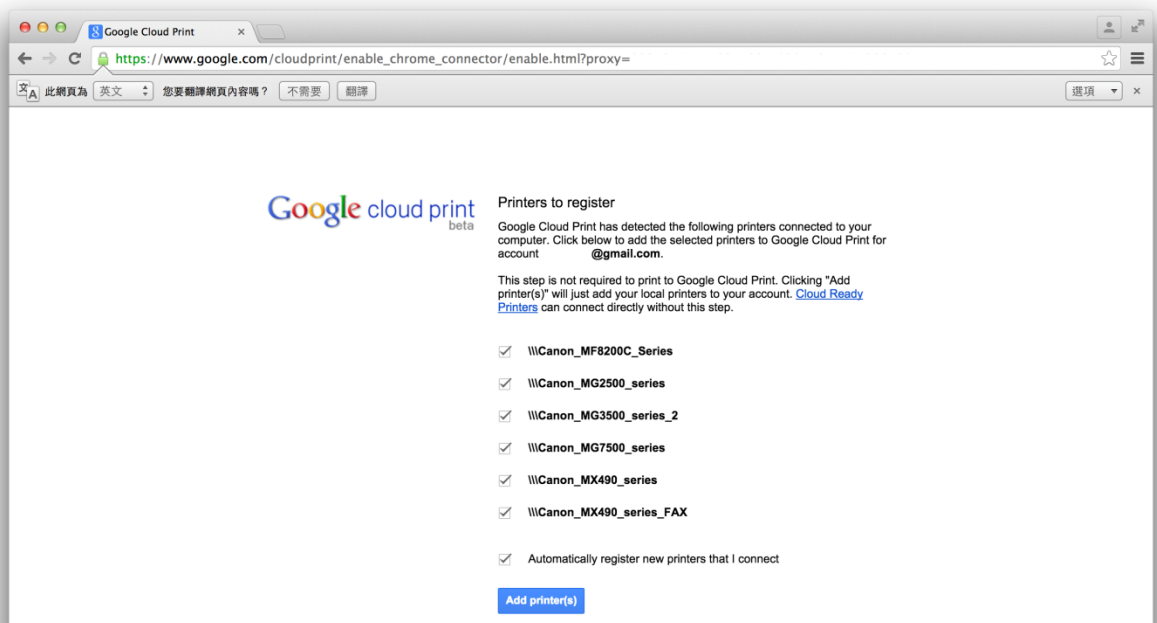 Google Cloud Print
https://www.google.com/cloudprint/enable_chrome_connector/enable.html?proxy=
此網頁為 英文 您要翻譯網頁內容嗎？ 不需要 翻譯 選項
Google cloud print
beta
Printers to register
Google Cloud Print has detected the following printers connected to your
computer. Click below to add the selected printers to Google Cloud Print for
account @gmail.com.
This step is not required to print to Google Cloud Print. Clicking "Add
printer(s)" will just add your local printers to your account. Cloud Ready
Printers can connect directly without this step.
\\\Canon_MF8200C_Series
\\\Canon_MG2500_series
\\\Canon_MG3500_series_2
\\\Canon_MG7500_series
\\\Canon_MX490_series
\\\Canon_MX490_series_FAX
Automatically register new printers that I connect
Add printer(s)